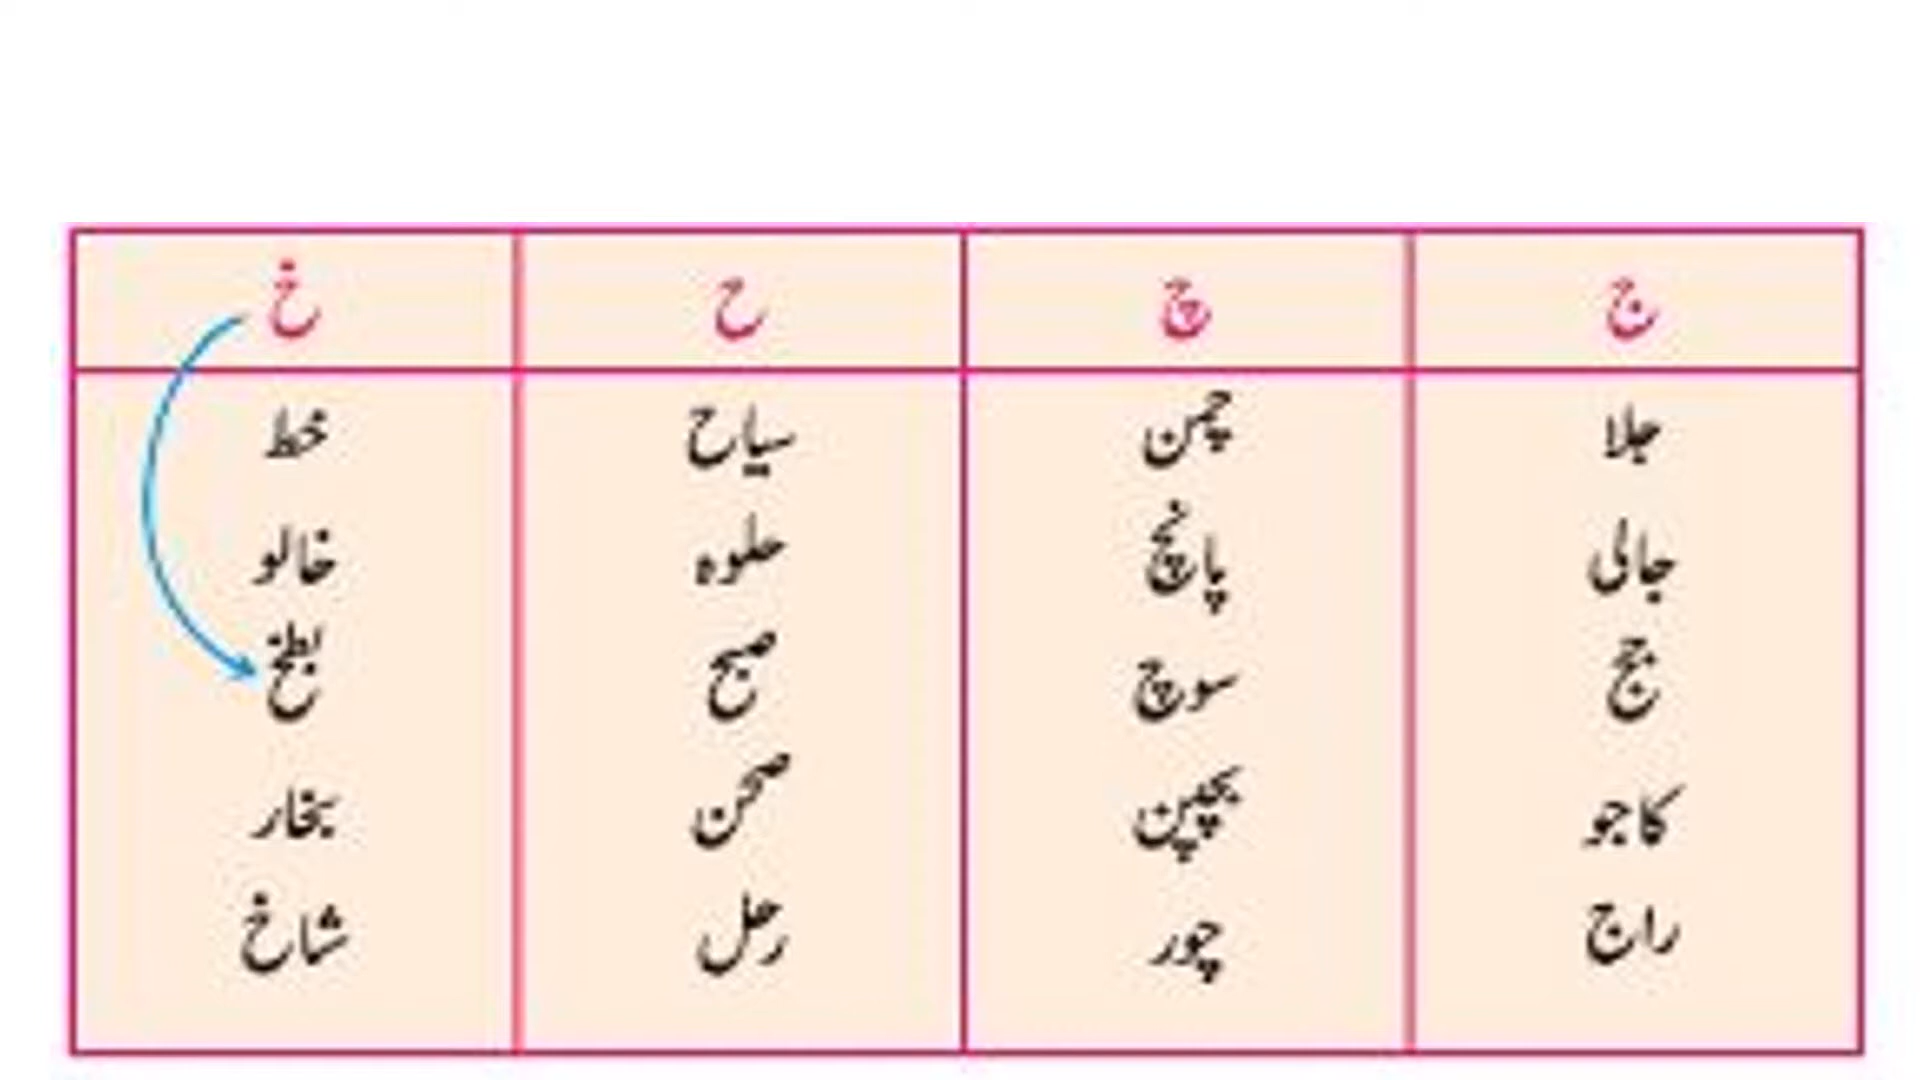 ج چ ح خ
جلا چمن سیاح خط
جالی پانچ حلوہ خالو
جج سوچ صبح بطخ
کاجو بچپن صحن بخار
راج چور رحل شاخ